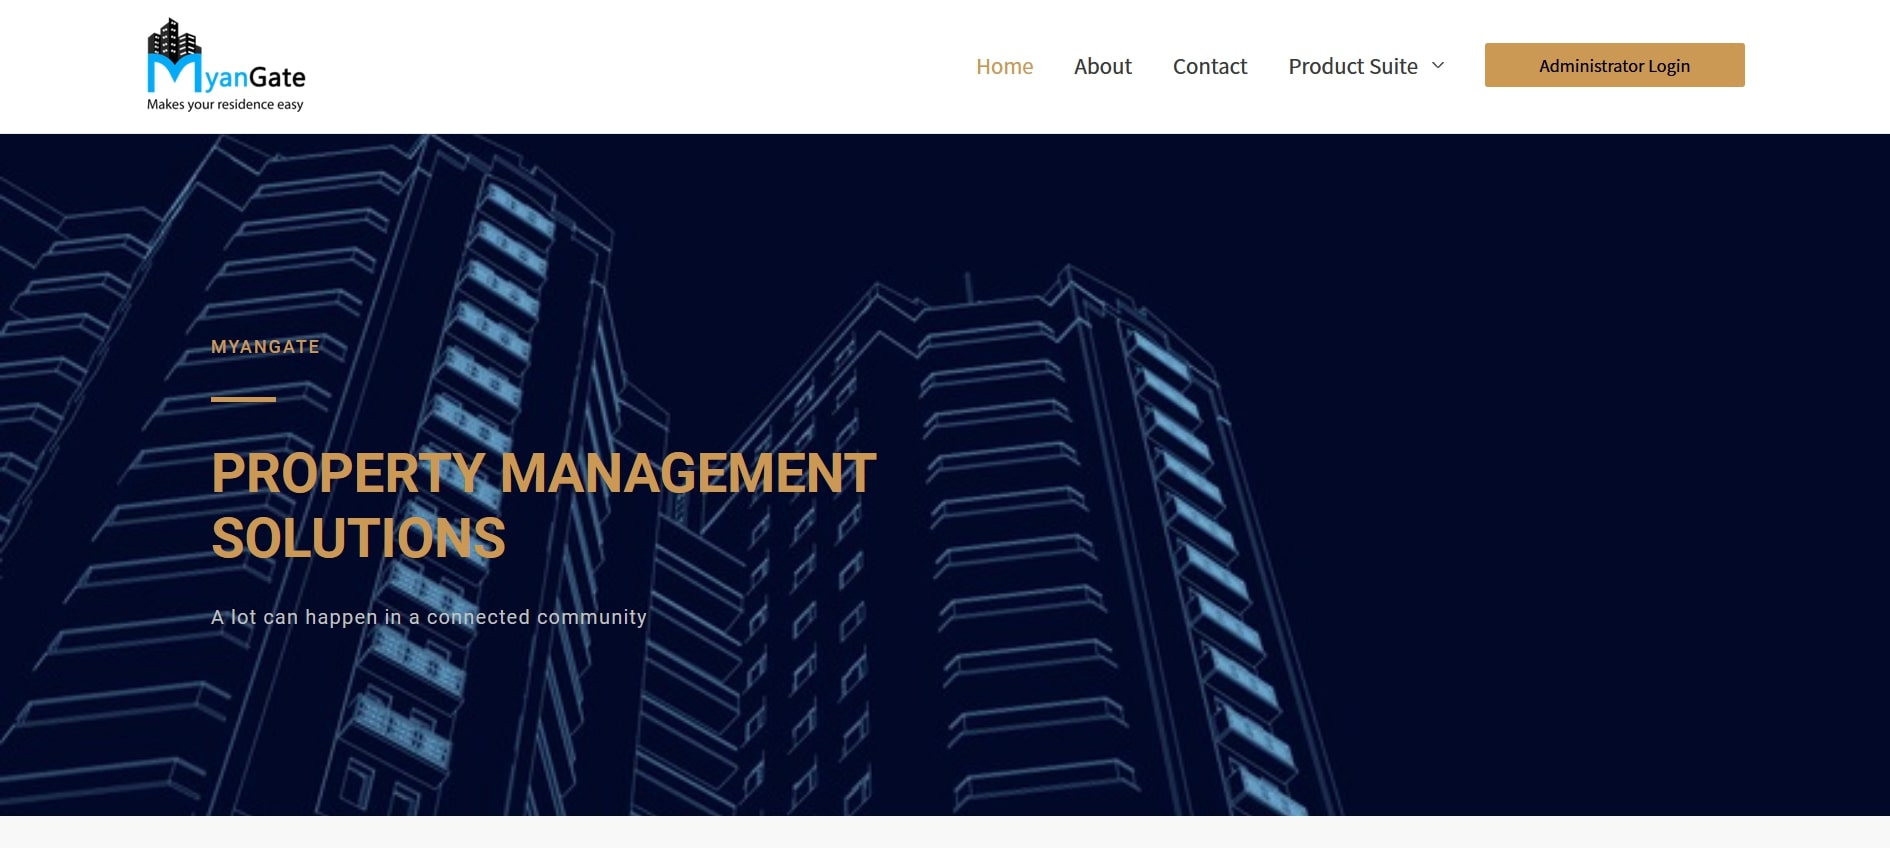 MyanGate
Makes your residence easy
Home
About
Contact
Product Suite
Administrator Login
MYANGATE
PROPERTY MANAGEMENT
SOLUTIONS
A lot can happen in a connected community